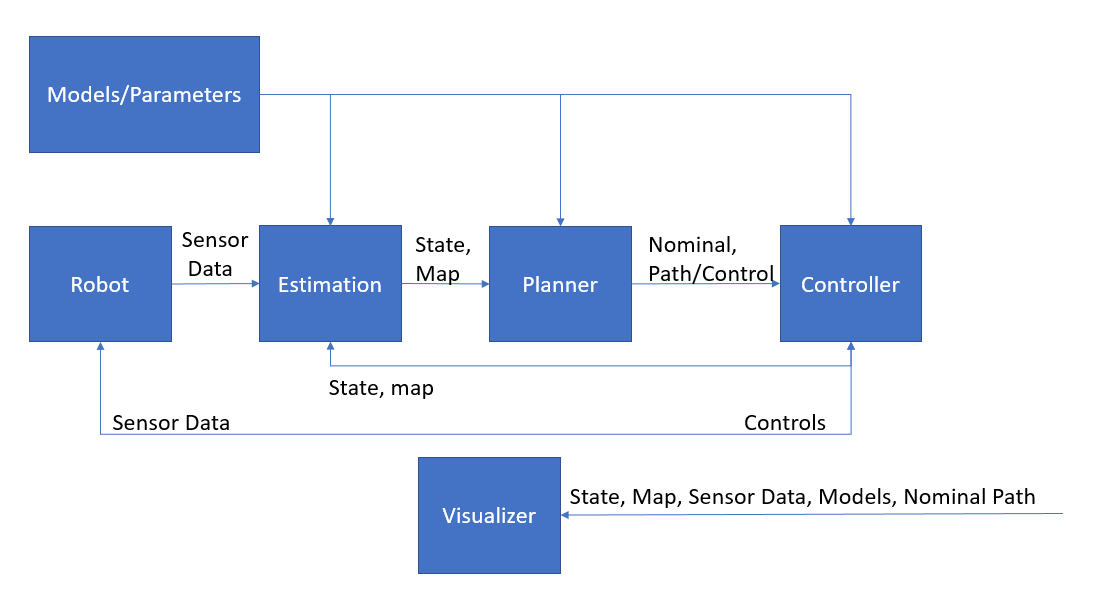 Models/Parameters
Robot
Sensor
Data
Estimation
State,
Map
Planner
Nominal,
Path/Control
Controller
State, map
Sensor Data
Controls
Visualizer
State, Map, Sensor Data, Models, Nominal Path